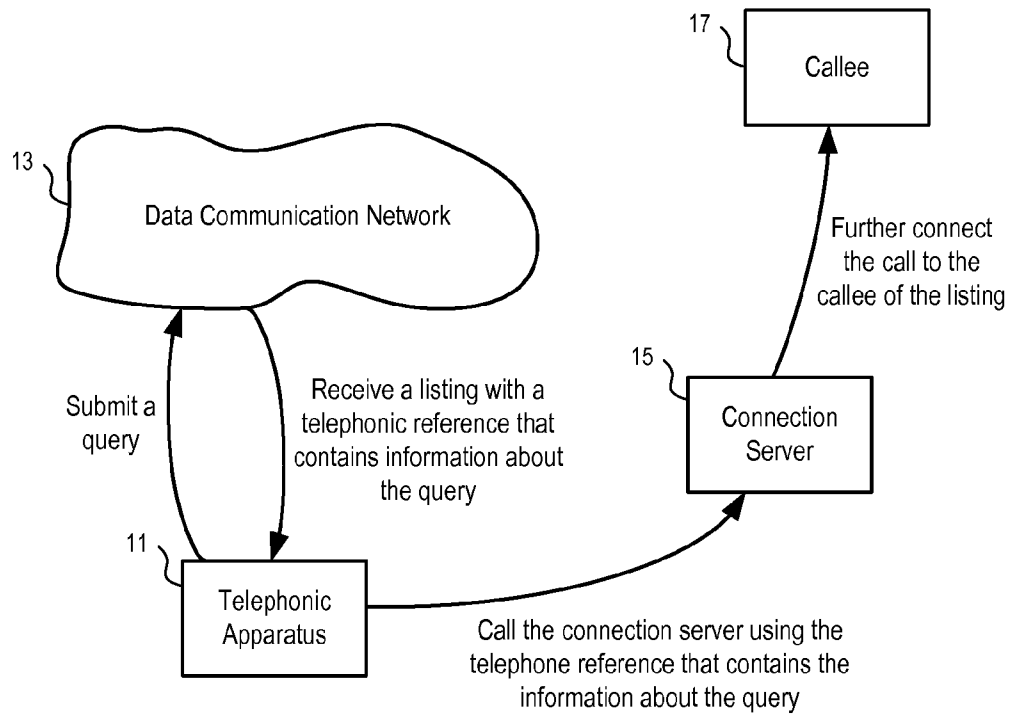 17
Callee
13
Data Communication Network
Further connect
the call to the
callee of the listing
15
Connection
Server
Submit a
query
Receive a listing with a
telephonic reference that
contains information about
the query
11
Telephonic
Apparatus
Call the connection server using the
telephone reference that contains the
information about the query